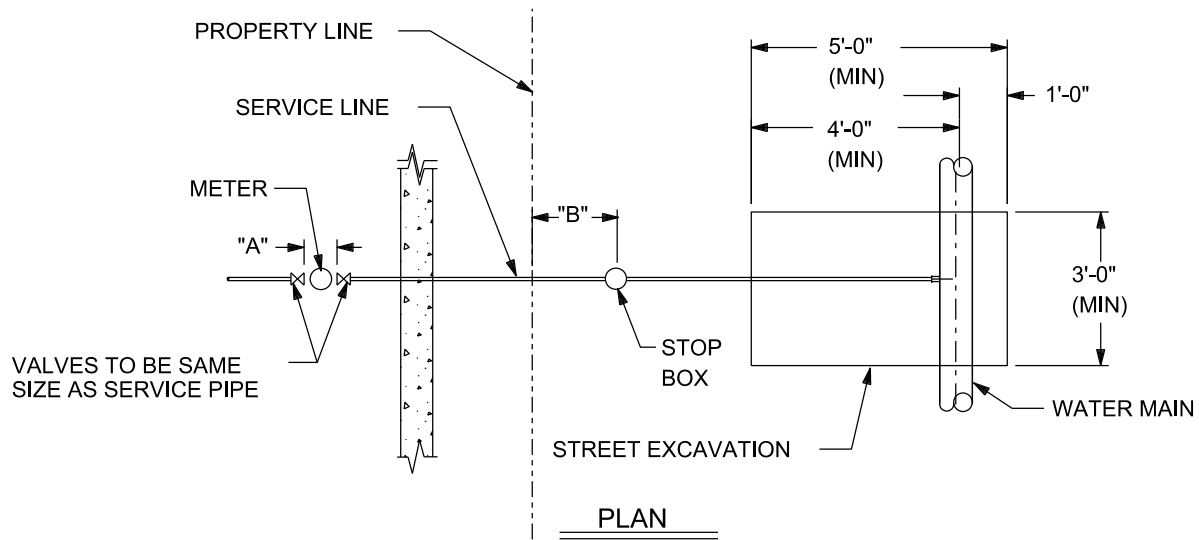 PROPERTY LINE
5'-0"
(MIN)
1'-0"
SERVICE LINE
4'-0"
(MIN)
METER
"B"
"A"
3'-0"
(MIN)
STOP
BOX
VALVES TO BE SAME
SIZE AS SERVICE PIPE
WATER MAIN
STREET EXCAVATION
PLAN